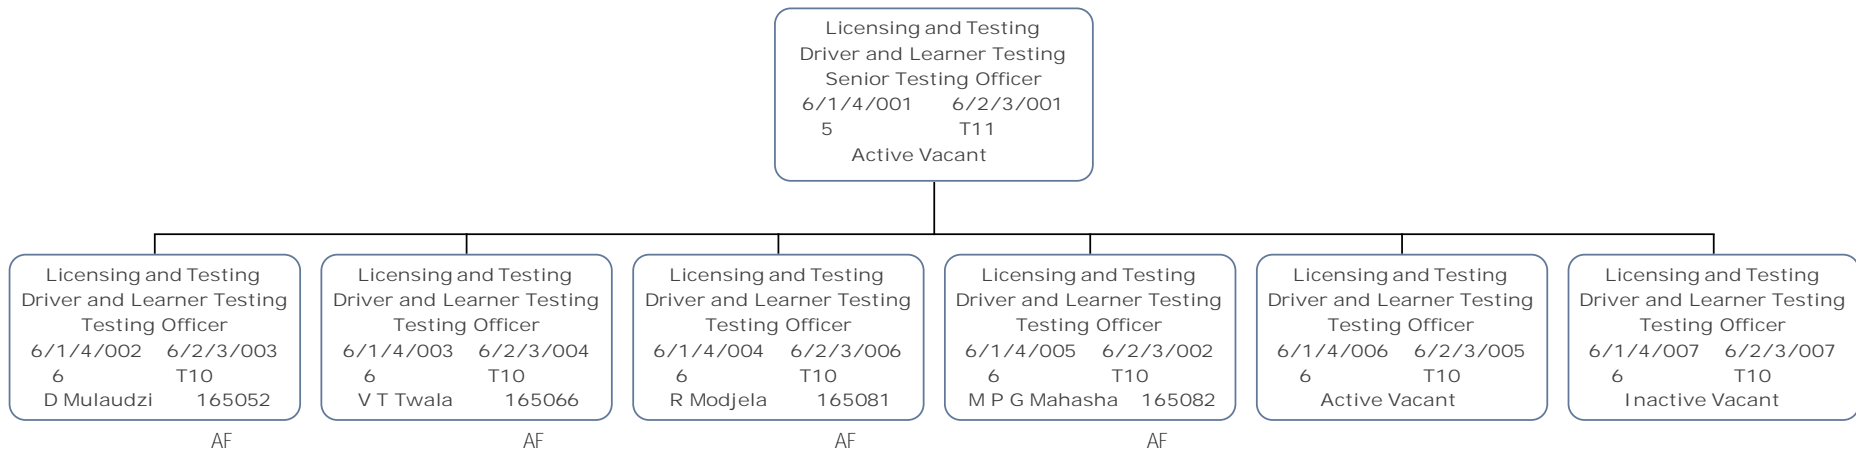 Licensing and Testing
Driver and Learner Testing
Senior Testing Officer
6/1/4/001 6/2/3/001
5 T11
Active Vacant
Licensing and Testing
Driver and Learner Testing
Testing Officer
6/1/4/002 6/2/3/003
6 T10
D Mulaudzi 165052
AF
Licensing and Testing
Driver and Learner Testing
Testing Officer
6/1/4/003 6/2/3/004
6 T10
V T Twala 165066
AF
Licensing and Testing
Driver and Learner Testing
Testing Officer
6/1/4/004 6/2/3/006
6 T10
R Modjela 165081
AF
Licensing and Testing
Driver and Learner Testing
Testing Officer
6/1/4/005 6/2/3/002
6 T10
M P G Mahasha 165082
AF
Licensing and Testing
Driver and Learner Testing
Testing Officer
6/1/4/006 6/2/3/005
6 T10
Active Vacant
Licensing and Testing
Driver and Learner Testing
Testing Officer
6/1/4/007 6/2/3/007
6 T10
Inactive Vacant